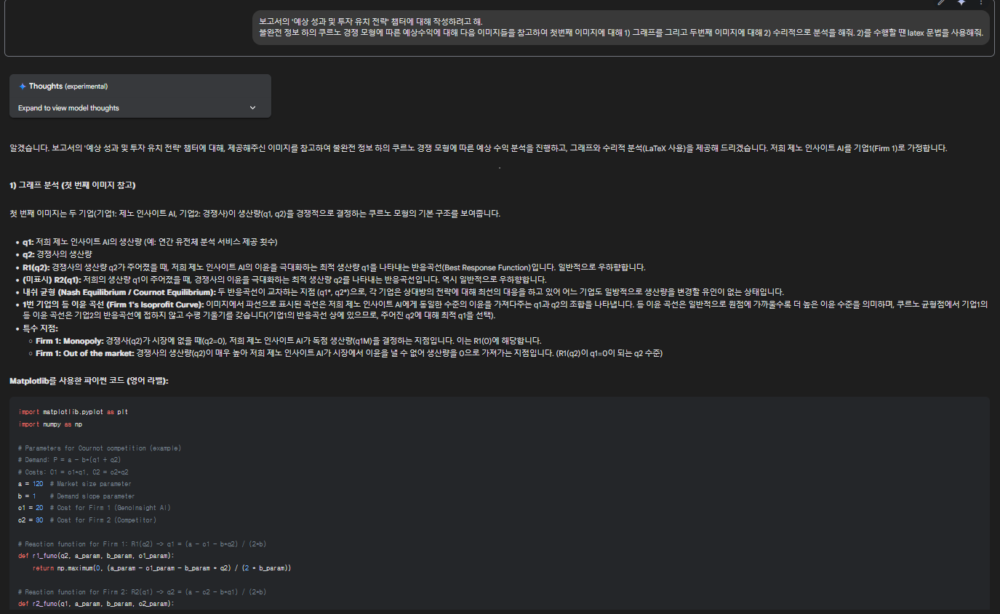 보고서의 '예상 성과 및 투자 유치 전략' 챕터에 대해 작성하려고 해.
불완전 정보 하의 쿠르노 경쟁 모형에 따른 예상수익에 대해 다음 이미지들을 참고하여 첫번째 이미지에 대해 1) 그래프를 그리고 두번째 이미지에 대해 2) 수리적으로 분석을 해줘. 2)를 수행할 땐 latex 문법을 사용해줘.
Thoughts (experimental)
Expand to view model thoughts
알겠습니다. 보고서의 '예상 성과 및 투자 유치 전략' 챕터에 대해, 제공해주신 이미지를 참고하여 불완전 정보 하의 쿠르노 경쟁 모형에 따른 예상 수익 분석을 진행하고, 그래프와 수리적 분석(LaTeX 사용)을 제공해 드리겠습니다. 저희 제노 인사이트 AI를 기업1(Firm 1)로 가정합니다.
1) 그래프 분석 (첫 번째 이미지 참고)
첫 번째 이미지는 두 기업(기업1: 제노 인사이트 AI, 기업2: 경쟁사)이 생산량(q1, q2)을 경쟁적으로 결정하는 쿠르노 모형의 기본 구조를 보여줍니다.
• q1: 저희 제노 인사이트 AI의 생산량 (예: 연간 유전체 분석 서비스 제공 횟수)
• q2: 경쟁사의 생산량
• R1(q2): 경쟁사의 생산량 q2가 주어졌을 때, 저희 제노 인사이트 AI의 이윤을 극대화하는 최적 생산량 q1을 나타내는 반응곡선(Best Response Function)입니다. 일반적으로 우하향합니다.
• (미표시) R2(q1): 저희의 생산량 q1이 주어졌을 때, 경쟁사의 이윤을 극대화하는 최적 생산량 q2를 나타내는 반응곡선입니다. 역시 일반적으로 우하향합니다.
• 내쉬 균형 (Nash Equilibrium / Cournot Equilibrium): 두 반응곡선이 교차하는 지점 (q1*, q2*)으로, 각 기업은 상대방의 전략에 대해 최선의 대응을 하고 있어 어느 기업도 일방적으로 생산량을 변경할 유인이 없는 상태입니다.
• 1번 기업의 등 이윤 곡선 (Firm 1's Isoprofit Curve): 이미지에서 파선으로 표시된 곡선은 저희 제노 인사이트 AI에게 동일한 수준의 이윤을 가져다주는 q1과 q2의 조합을 나타냅니다. 등 이윤 곡선은 일반적으로 원점에 가까울수록 더 높은 이윤 수준을 의미하며, 쿠르노 균형점에서 기업1의
등 이윤 곡선은 기업2의 반응곡선에 접하지 않고 수평 기울기를 갖습니다(기업1의 반응곡선 상에 있으므로, 주어진 q2에 대해 최적 q1을 선택).
• 특수 지점:
○ Firm 1: Monopoly: 경쟁사(q2)가 시장에 없을 때(q2=0), 저희 제노 인사이트 AI가 독점 생산량(q1M)을 결정하는 지점입니다. 이는 R1(0)에 해당합니다.
○ Firm 1: Out of the market: 경쟁사의 생산량(q2)이 매우 높아 저희 제노 인사이트 AI가 시장에서 이윤을 낼 수 없어 생산량을 0으로 가져가는 지점입니다. (R1(q2)이 q1=0이 되는 q2 수준)
Matplotlib를 사용한 파이썬 코드 (영어 라벨):
import matplotlib.pyplot as plt
import numpy as np
# Parameters for Cournot competition (example)
# Demand: P = a - b*(q1 + q2)
# Costs: C1 = c1*q1, C2 = c2*q2
a = 120 # Market size parameter
b = 1 # Demand slope parameter
c1 = 20 # Cost for Firm 1 (GenoInsight AI)
c2 = 30 # Cost for Firm 2 (Competitor)
# Reaction function for Firm 1: R1(q2) -> q1 = (a - c1 - b*q2) / (2*b)
def r1_func(q2, a_param, b_param, c1_param):
return np.maximum(0, (a_param - c1_param - b_param * q2) / (2 * b_param))
# Reaction function for Firm 2: R2(q1) -> q2 = (a - c2 - b*q1) / (2*b)
def r2_func(q1, a_param, b_param, c2_param):